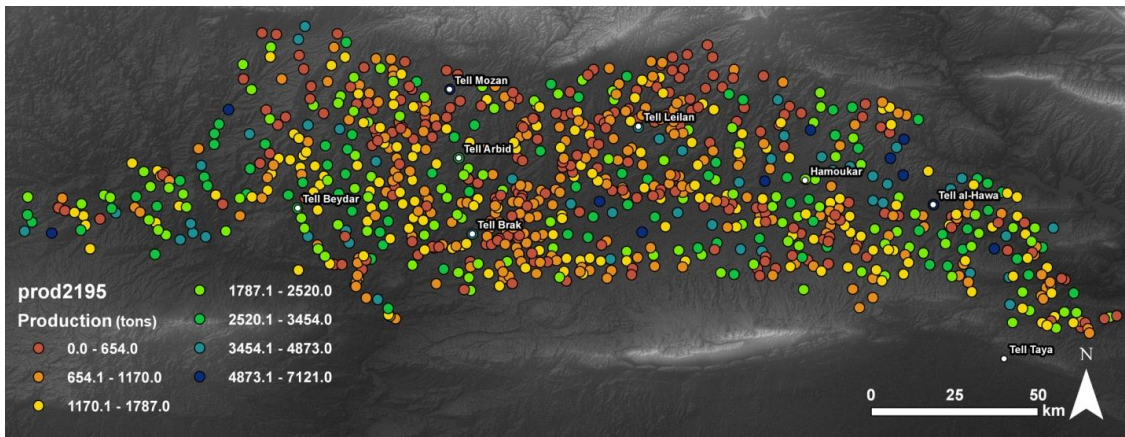 Tell Mozan
Tell Leilan
Tell Arbid
Hamoukar
Tell Beydar
Tell al-Hawa
Tell Brak
prod2195
Production (tons)
0.0 - 654.0
654.1 - 1170.0
1170.1 - 1787.0
1787.1 - 2520.0
2520.1 - 3454.0
3454.1 - 4873.0
4873.1 - 7121.0
Tell Taya
N
0 25 50
km